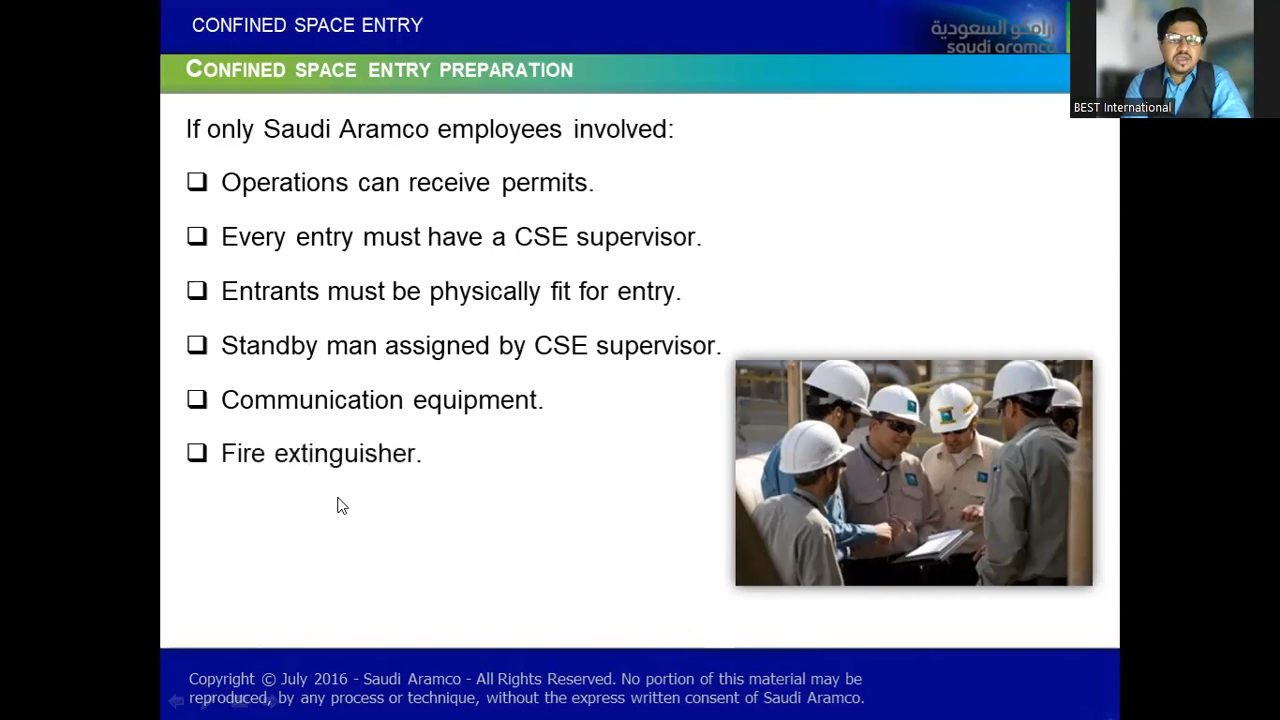 CONFINED SPACE ENTRY
أرامكو السعودية
saudi aramco
BEST International
CONFINED SPACE ENTRY PREPARATION
If only Saudi Aramco employees involved:
❑ Operations can receive permits.
❑ Every entry must have a CSE supervisor.
❑ Entrants must be physically fit for entry.
❑ Standby man assigned by CSE supervisor.
❑ Communication equipment.
❑ Fire extinguisher.
Copyright © July 2016 - Saudi Aramco - All Rights Reserved. No portion of this material may be
reproduced, by any process or technique, without the express written consent of Saudi Aramco.